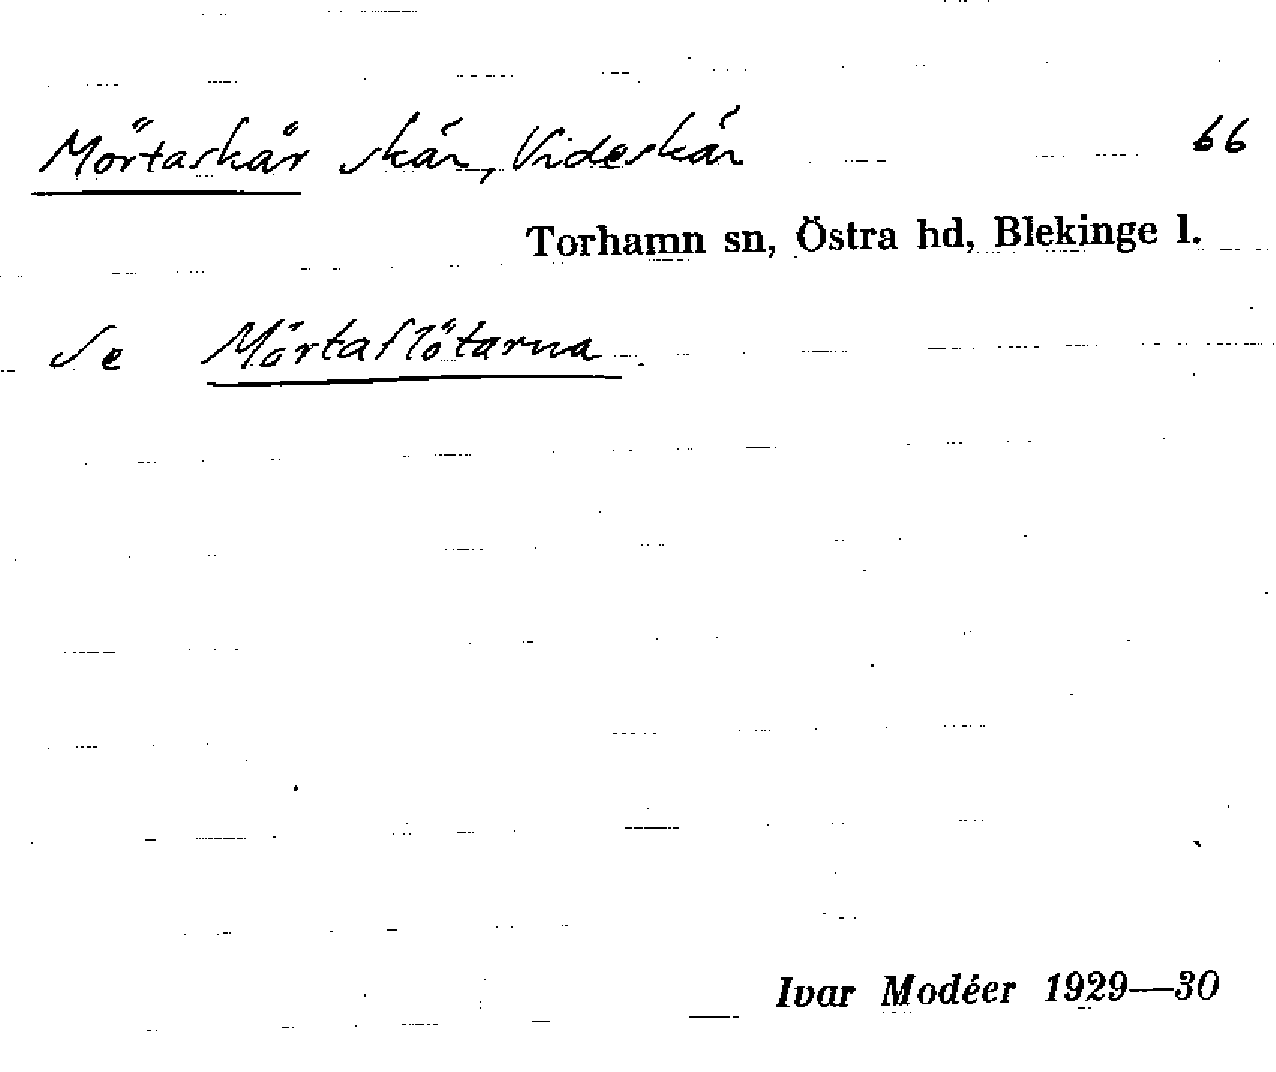 Mörtaskär skär, Videskär 66
Torhamn sn, Östra hd, Blekinge l.
Se Mörtaflötarna
Ivar Modéer 1929—30